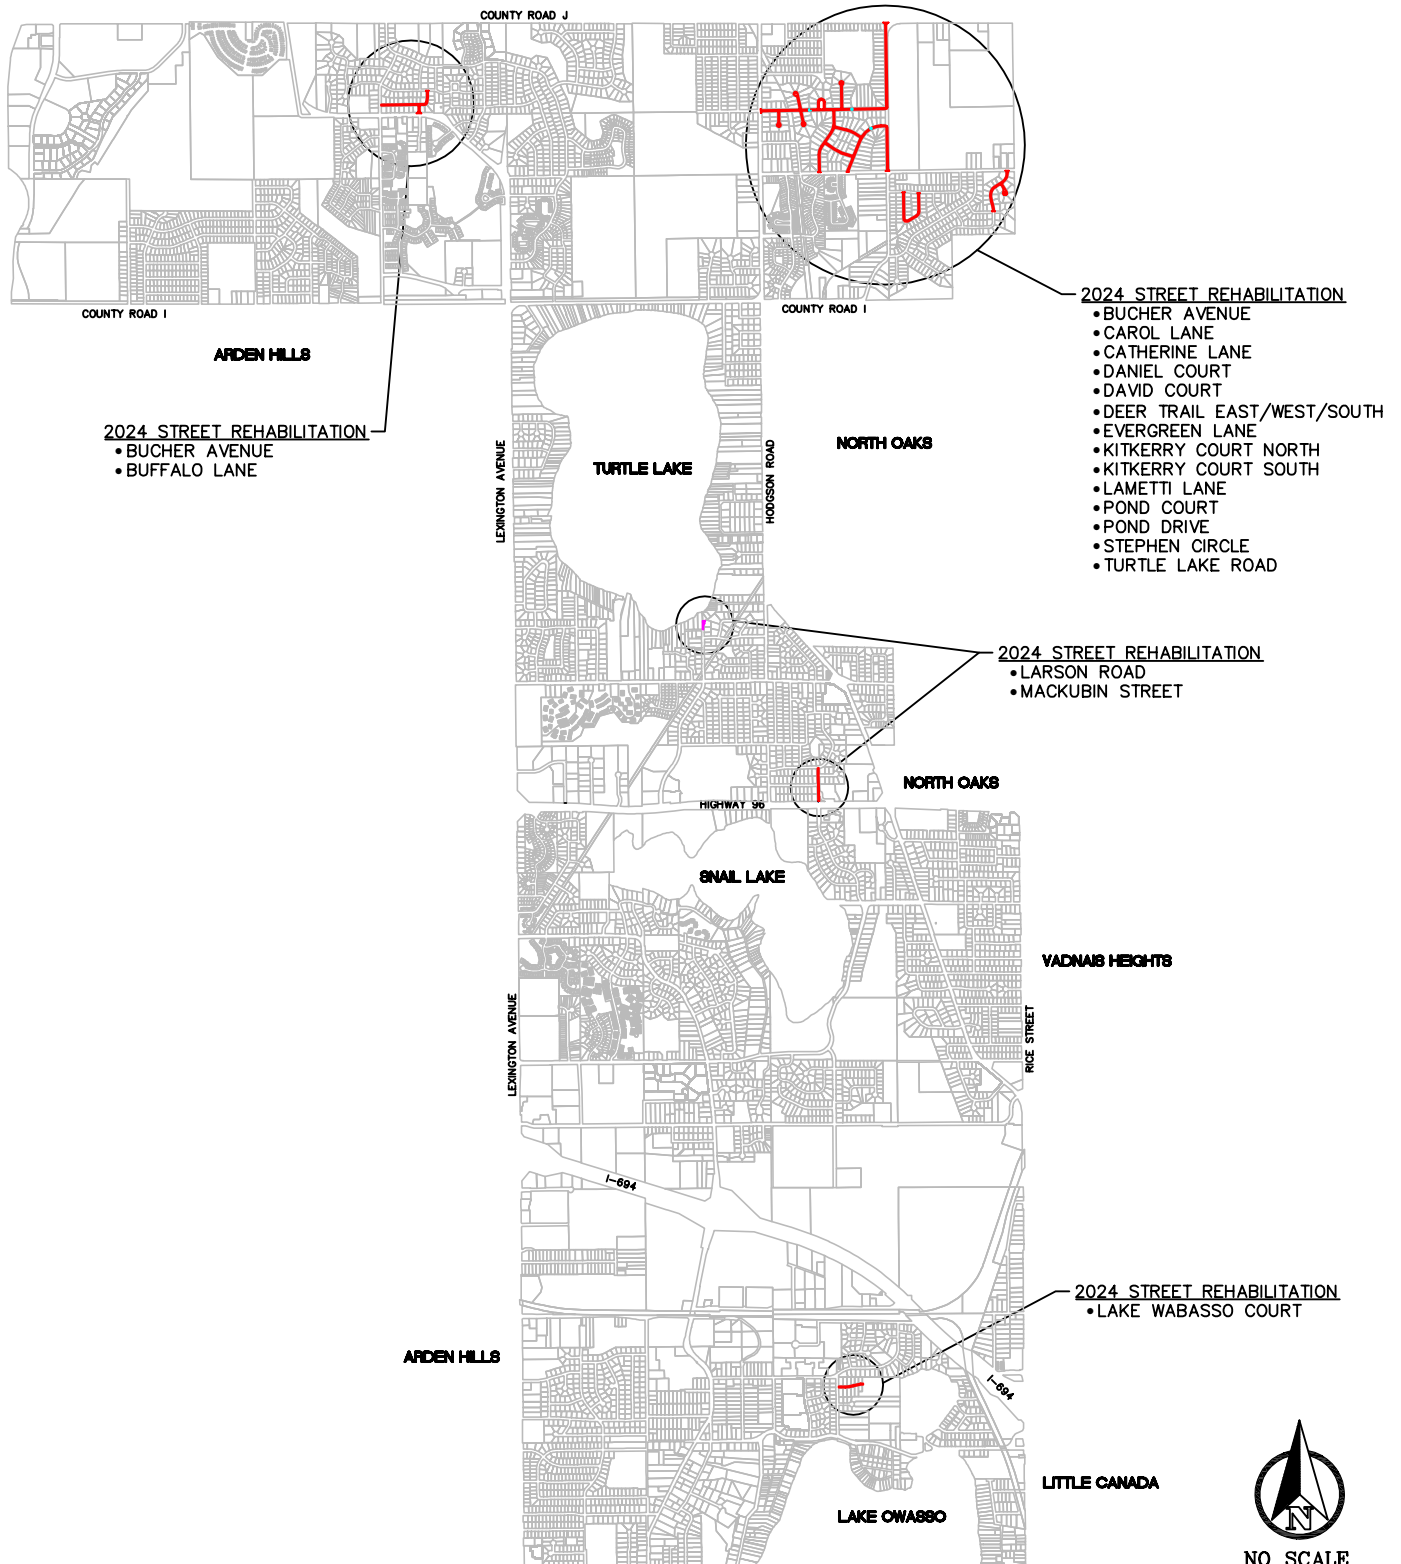 COUNTY ROAD J
COUNTY ROAD I
COUNTY ROAD I
2024 STREET REHABILITATION
•BUCHER AVENUE
•CAROL LANE
•CATHERINE LANE
•DANIEL COURT
•DAVID COURT
•DEER TRAIL EAST/WEST/SOUTH
•EVERGREEN LANE
•KITKERRY COURT NORTH
•KITKERRY COURT SOUTH
•LAMETTI LANE
•POND COURT
•POND DRIVE
•STEPHEN CIRCLE
•TURTLE LAKE ROAD
ARDEN HILLS
2024 STREET REHABILITATION
•BUCHER AVENUE
•BUFFALO LANE
LEXINGTON AVENUE
TURTLE LAKE
HODGSON ROAD
NORTH OAKS
2024 STREET REHABILITATION
•LARSON ROAD
•MACKUBIN STREET
NORTH OAKS
HIGHWAY 96
SNAIL LAKE
VADNAIS HEIGHTS
LEXINGTON AVENUE
RICE STREET
I-694
2024 STREET REHABILITATION
•LAKE WABASSO COURT
ARDEN HILLS
I-694
LITTLE CANADA
LAKE OWASSO
N
NO SCALE